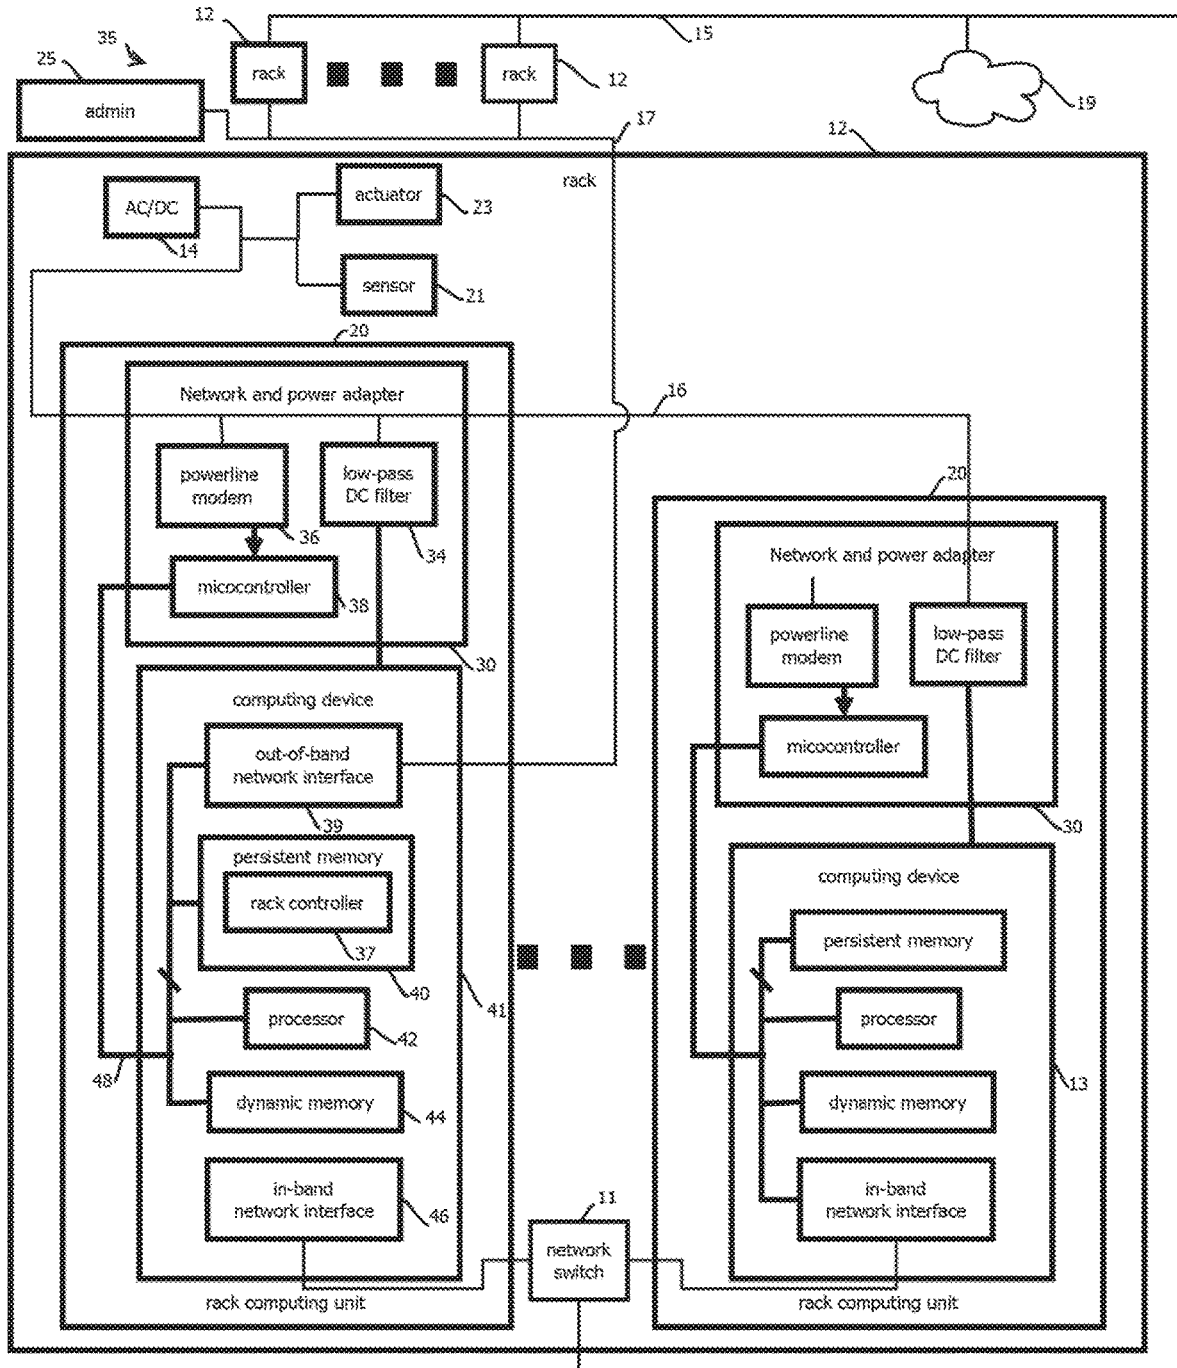 12
15
35
25
rack
rack
12
admin
19
17
12
rack
AC/DC
actuator
23
14
sensor
21
20
Network and power adapter
16
powerline
modem
low-pass
DC filter
20
36
34
Network and power adapter
micocontroller
38
powerline
modem
low-pass
DC filter
30
computing device
micocontroller
out-of-band
network interface
39
30
persistent memory
computing device
rack controller
37
persistent memory
40
41
processor
42
processor
48
13
dynamic memory
44
dynamic memory
in-band
network interface
46
11
in-band
network interface
network
switch
rack computing unit
rack computing unit